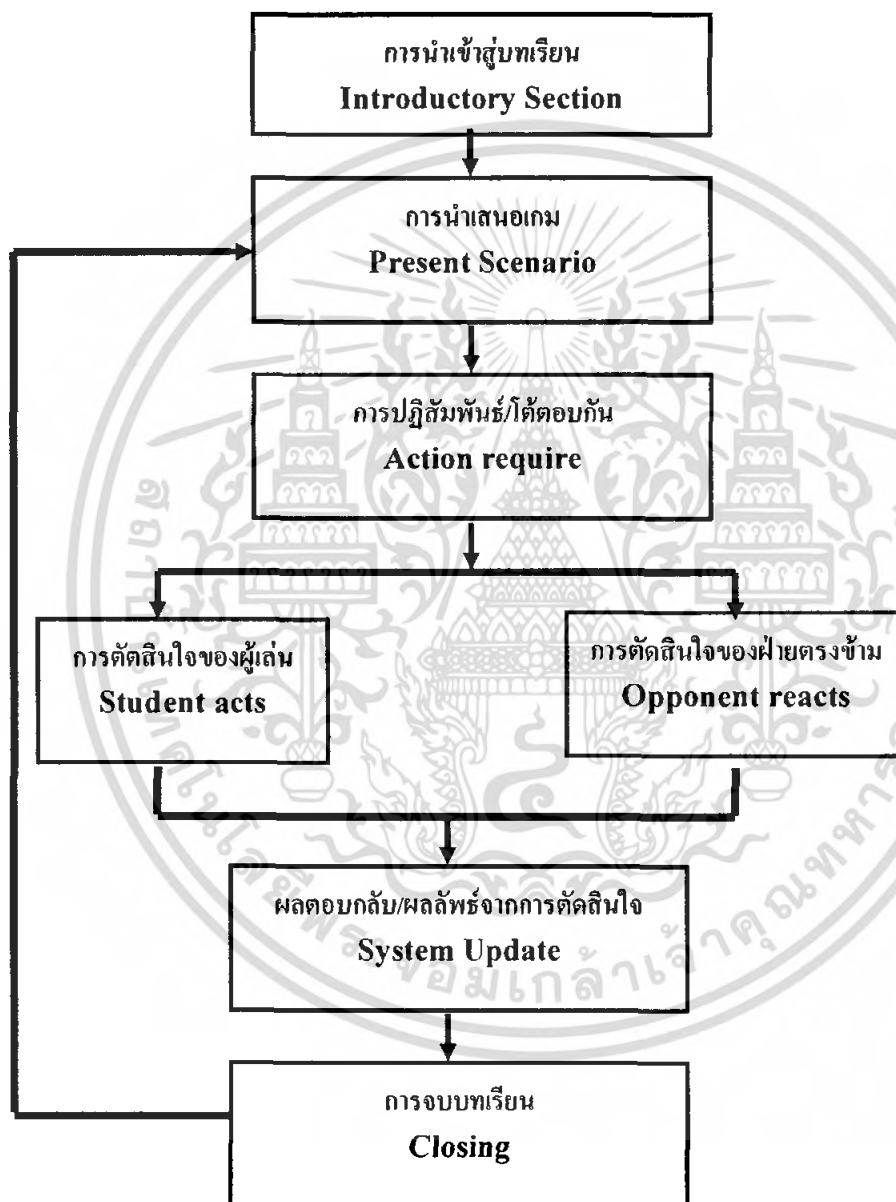 การนำเข้าสู่บทเรียน
Introductory Section
การนำเสนอเกม
Present Scenario
การปฏิสัมพันธ์/โต้ตอบกัน
Action require
การตัดสินใจของผู้เล่น
Student acts
การตัดสินใจของฝ่ายตรงข้าม
Opponent reacts
ผลตอบกลับ/ผลลัพธ์จากการตัดสินใจ
System Update
การจบบทเรียน
Closing